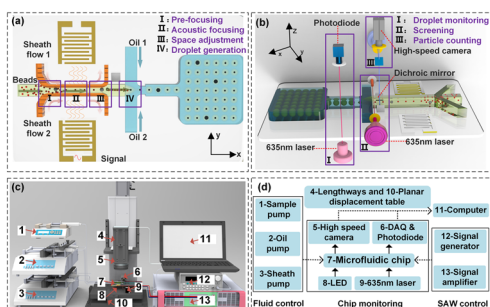 (a)
I : Pre-focusing
II : Acoustic focusing
III : Space adjustment
IV : Droplet generation
Sheath
flow 1
Oil 1
Beads
I
II
III
IV
Sheath
flow 2
Oil 2
Signal
y
x
(b)
I : Droplet monitoring
II : Screening
III : Particle counting
Photodiode
Z
Y
X
III
High-speed camera
Dichroic mirror
635nm laser
I
II
635nm laser
(c)
1
2
3
4
5
6
7
8
9
10
11
12
13
(d)
4-Lengthways and 10-Planar
displacement table
11-Computer
1-Sample
pump
2-Oil
pump
3-Sheath
pump
5-High speed
camera
6-DAQ &
Photodiode
7-Microfluidic chip
8-LED
9-635nm laser
12-Signal
generator
13-Signal
amplifier
Fluid control
Chip monitoring
SAW control